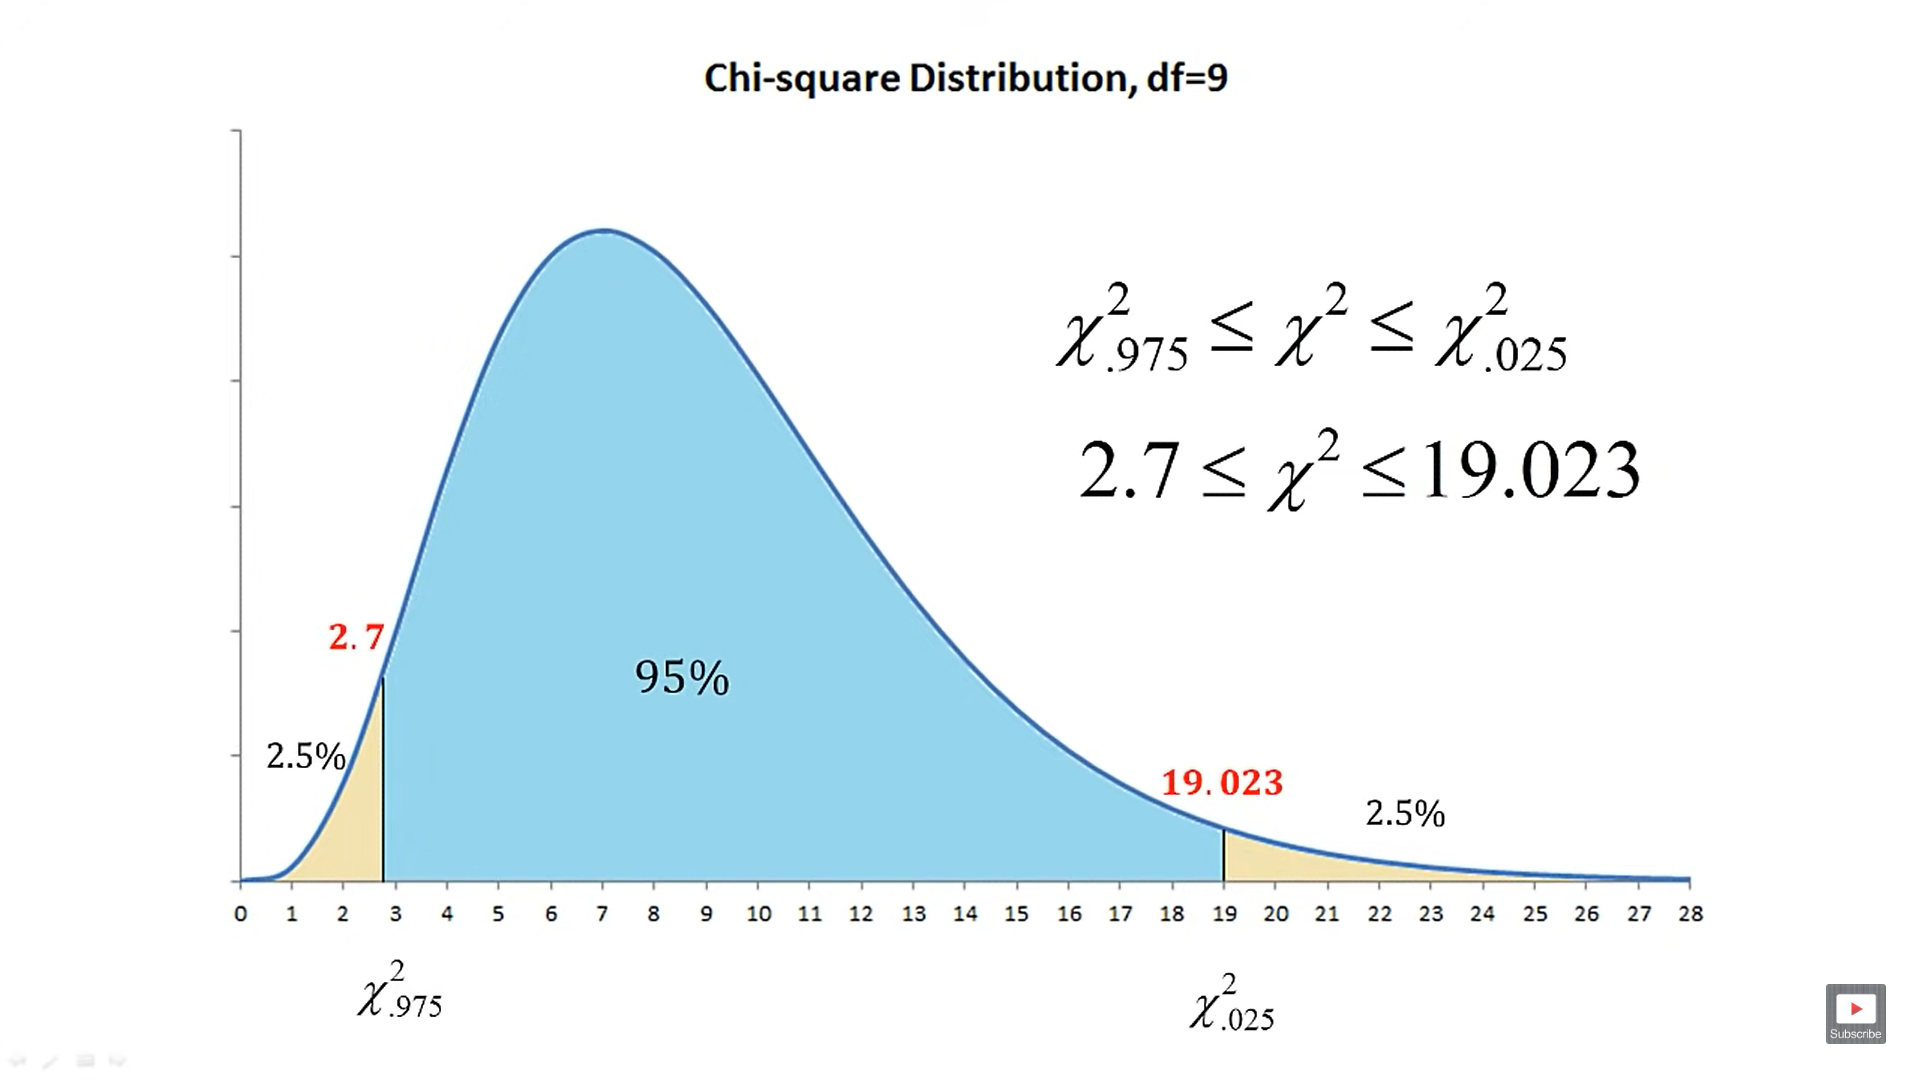 Chi-square Distribution, df=9
χ².975 ≤ χ² ≤ χ².025
2.7 ≤ χ² ≤ 19.023
2.7
95%
2.5%
19.023
2.5%
0 1 2 3 4 5 6 7 8 9 10 11 12 13 14 15 16 17 18 19 20 21 22 23 24 25 26 27 28
χ².975
χ².025
Subscribe